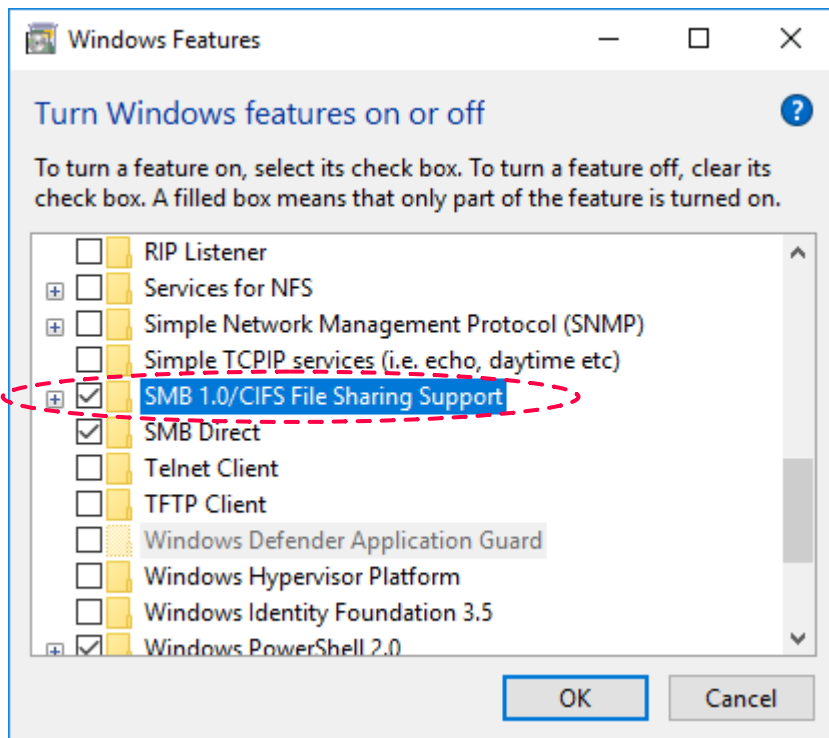 Windows Features
Turn Windows features on or off
?
To turn a feature on, select its check box. To turn a feature off, clear its
check box. A filled box means that only part of the feature is turned on.
RIP Listener
Services for NFS
Simple Network Management Protocol (SNMP)
Simple TCPIP services (i.e. echo, daytime etc)
SMB 1.0/CIFS File Sharing Support
SMB Direct
Telnet Client
TFTP Client
Windows Defender Application Guard
Windows Hypervisor Platform
Windows Identity Foundation 3.5
Windows PowerShell 2.0
OK Cancel